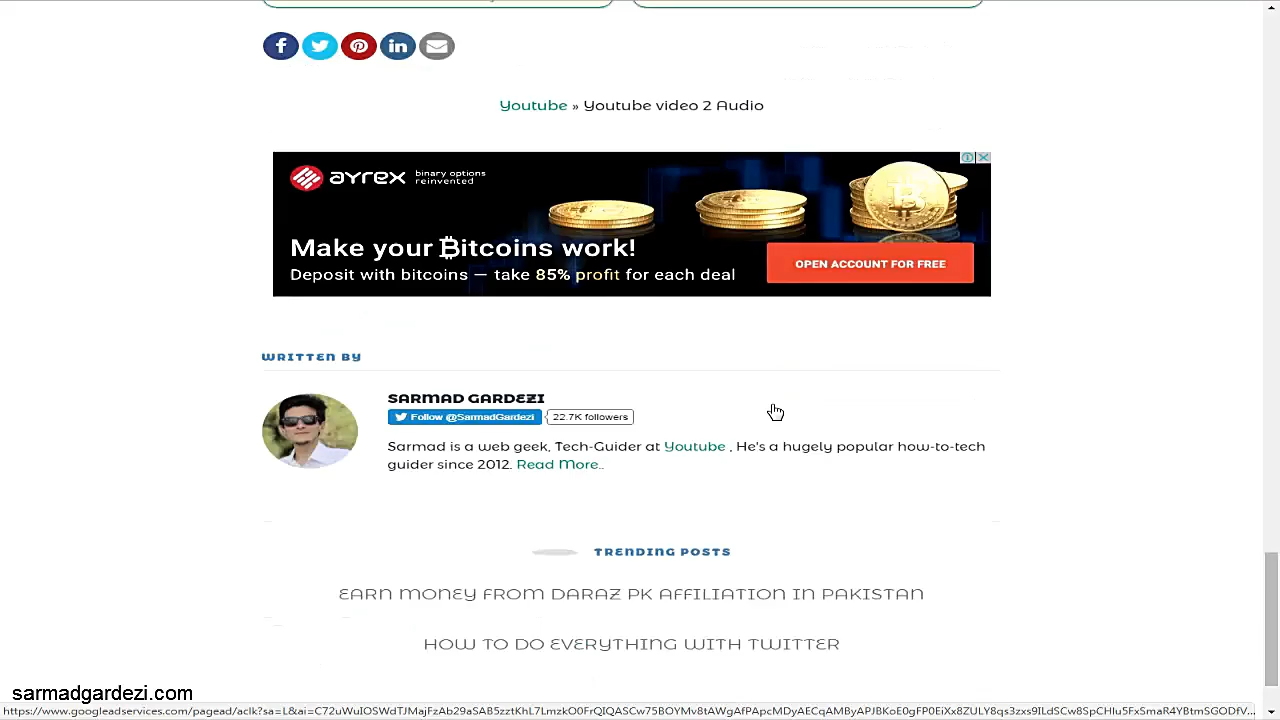 Youtube » Youtube video 2 Audio
AYREX binary options reinvented
Make your Bitcoins work!
Deposit with bitcoins — take 85% profit for each deal
OPEN ACCOUNT FOR FREE
WRITTEN BY
SARMAD GARDEZI
Follow @SarmadGardezi 22.7K followers
Sarmad is a web geek, Tech-Guider at Youtube , He's a hugely popular how-to-tech
guider since 2012. Read More..
TRENDING POSTS
EARN MONEY FROM DARAZ PK AFFILIATION IN PAKISTAN
HOW TO DO EVERYTHING WITH TWITTER
sarmadgardezi.com